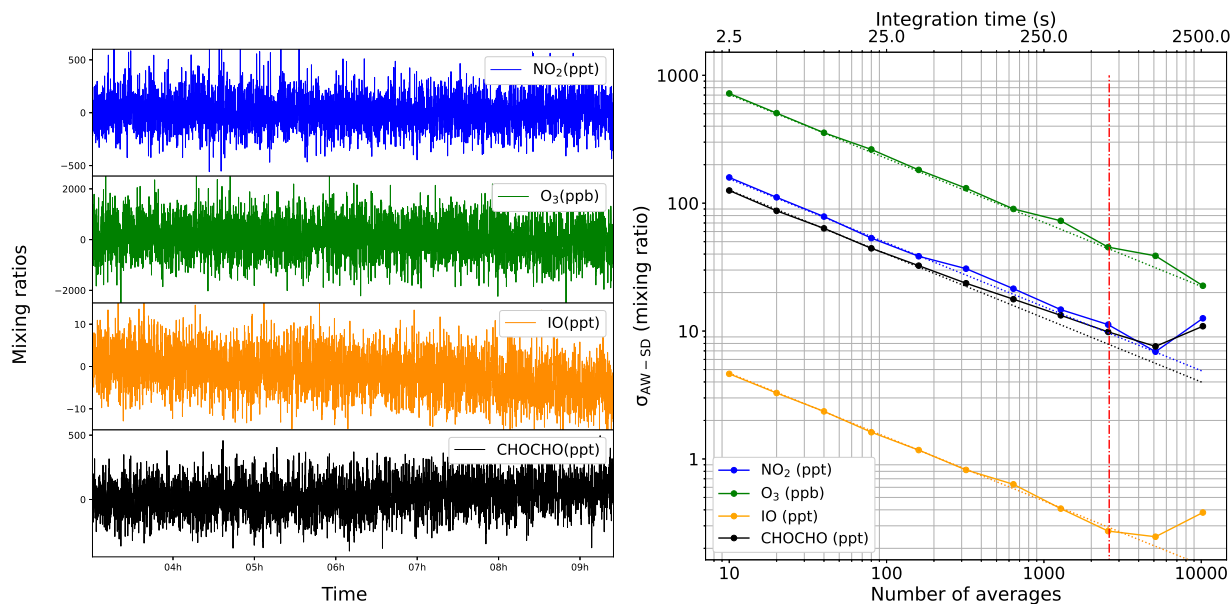 Mixing ratios
500
0
−500
NO₂(ppt)
2000
0
−2000
O₃(ppb)
10
0
−10
IO(ppt)
500
0
CHOCHO(ppt)
04h 05h 06h 07h 08h 09h
Time
Integration time (s)
2.5 25.0 250.0 2500.0
σAW − SD (mixing ratio)
1000
100
10
1
NO₂ (ppt)
O₃ (ppb)
IO (ppt)
CHOCHO (ppt)
10 100 1000 10000
Number of averages